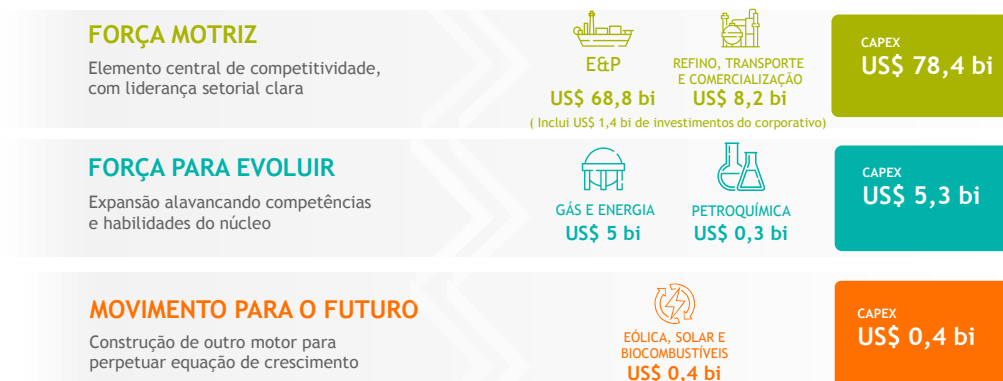 FORÇA MOTRIZ
Elemento central de competitividade,
com liderança setorial clara
E&P
US$ 68,8 bi
REFINO, TRANSPORTE
E COMERCIALIZAÇÃO
US$ 8,2 bi
( Inclui US$ 1,4 bi de investimentos do corporativo)
CAPEX
US$ 78,4 bi
FORÇA PARA EVOLUIR
Expansão alavancando competências
e habilidades do núcleo
GÁS E ENERGIA
US$ 5 bi
PETROQUÍMICA
US$ 0,3 bi
CAPEX
US$ 5,3 bi
MOVIMENTO PARA O FUTURO
Construção de outro motor para
perpetuar equação de crescimento
EÓLICA, SOLAR E
BIOCOMBUSTÍVEIS
US$ 0,4 bi
CAPEX
US$ 0,4 bi